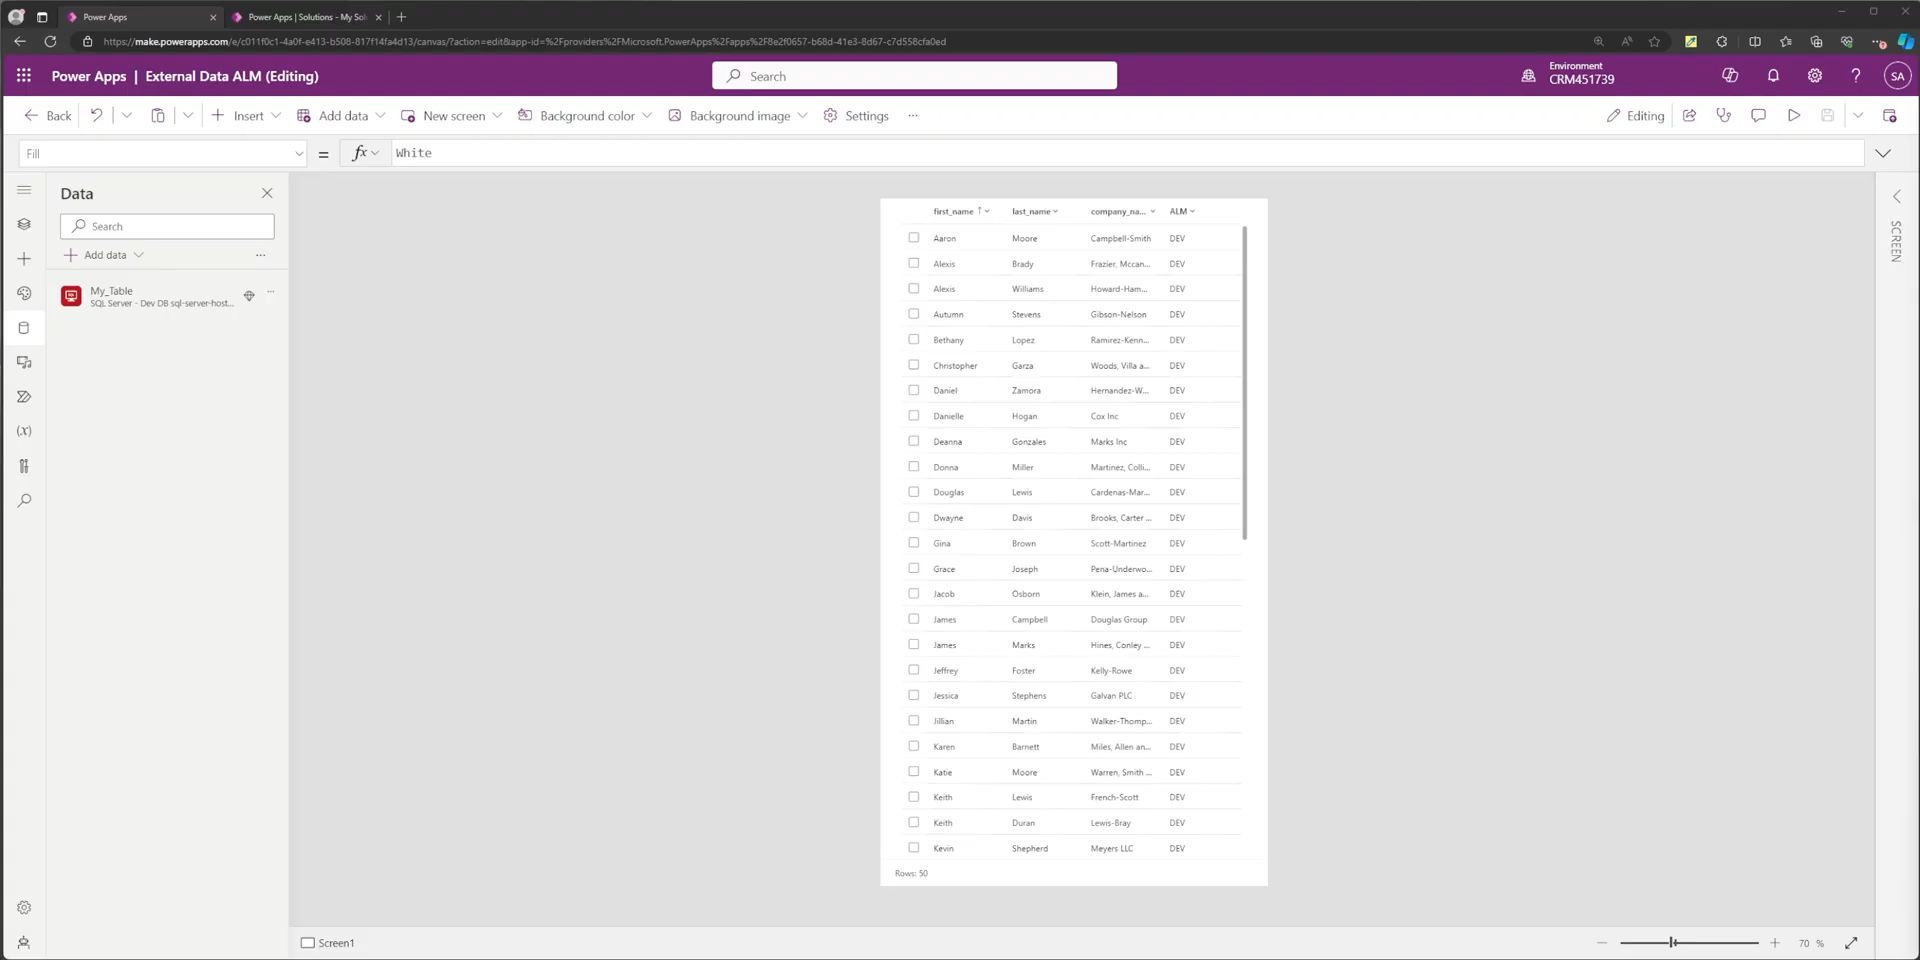 Power Apps
Power Apps | Solutions - My Sol
https://make.powerapps.com/e/c011f0c1-4a0f-e413-b508-817f14fa4d13/canvas/?action=edit&app-id=%2Fproviders%2FMicrosoft.PowerApps%2Fapps%2F8e2f0657-b68d-41e3-8d67-c7d558cfa0ed
Power Apps | External Data ALM (Editing)
Search
Environment
CRM451739
SA
Back
Insert
Add data
New screen
Background color
Background image
Settings
Editing
Fill
=
fx
White
Data
Search
Add data
My_Table
SQL Server - Dev DB sql-server-host...
first_name last_name company_na... ALM
Aaron Moore Campbell-Smith DEV
Alexis Brady Frazier, Mccan... DEV
Alexis Williams Howard-Ham... DEV
Autumn Stevens Gibson-Nelson DEV
Bethany Lopez Ramirez-Kenn... DEV
Christopher Garza Woods, Villa a... DEV
Daniel Zamora Hernandez-W... DEV
Danielle Hogan Cox Inc DEV
Deanna Gonzales Marks Inc DEV
Donna Miller Martinez, Colli... DEV
Douglas Lewis Cardenas-Mar... DEV
Dwayne Davis Brooks, Carter ... DEV
Gina Brown Scott-Martinez DEV
Grace Joseph Pena-Underwo... DEV
Jacob Osborn Klein, James a... DEV
James Campbell Douglas Group DEV
James Marks Hines, Conley ... DEV
Jeffrey Foster Kelly-Rowe DEV
Jessica Stephens Galvan PLC DEV
Jillian Martin Walker-Thomp... DEV
Karen Barnett Miles, Allen an... DEV
Katie Moore Warren, Smith ... DEV
Keith Lewis French-Scott DEV
Keith Duran Lewis-Bray DEV
Kevin Shepherd Meyers LLC DEV
Rows: 50
SCREEN
Screen1
70 %